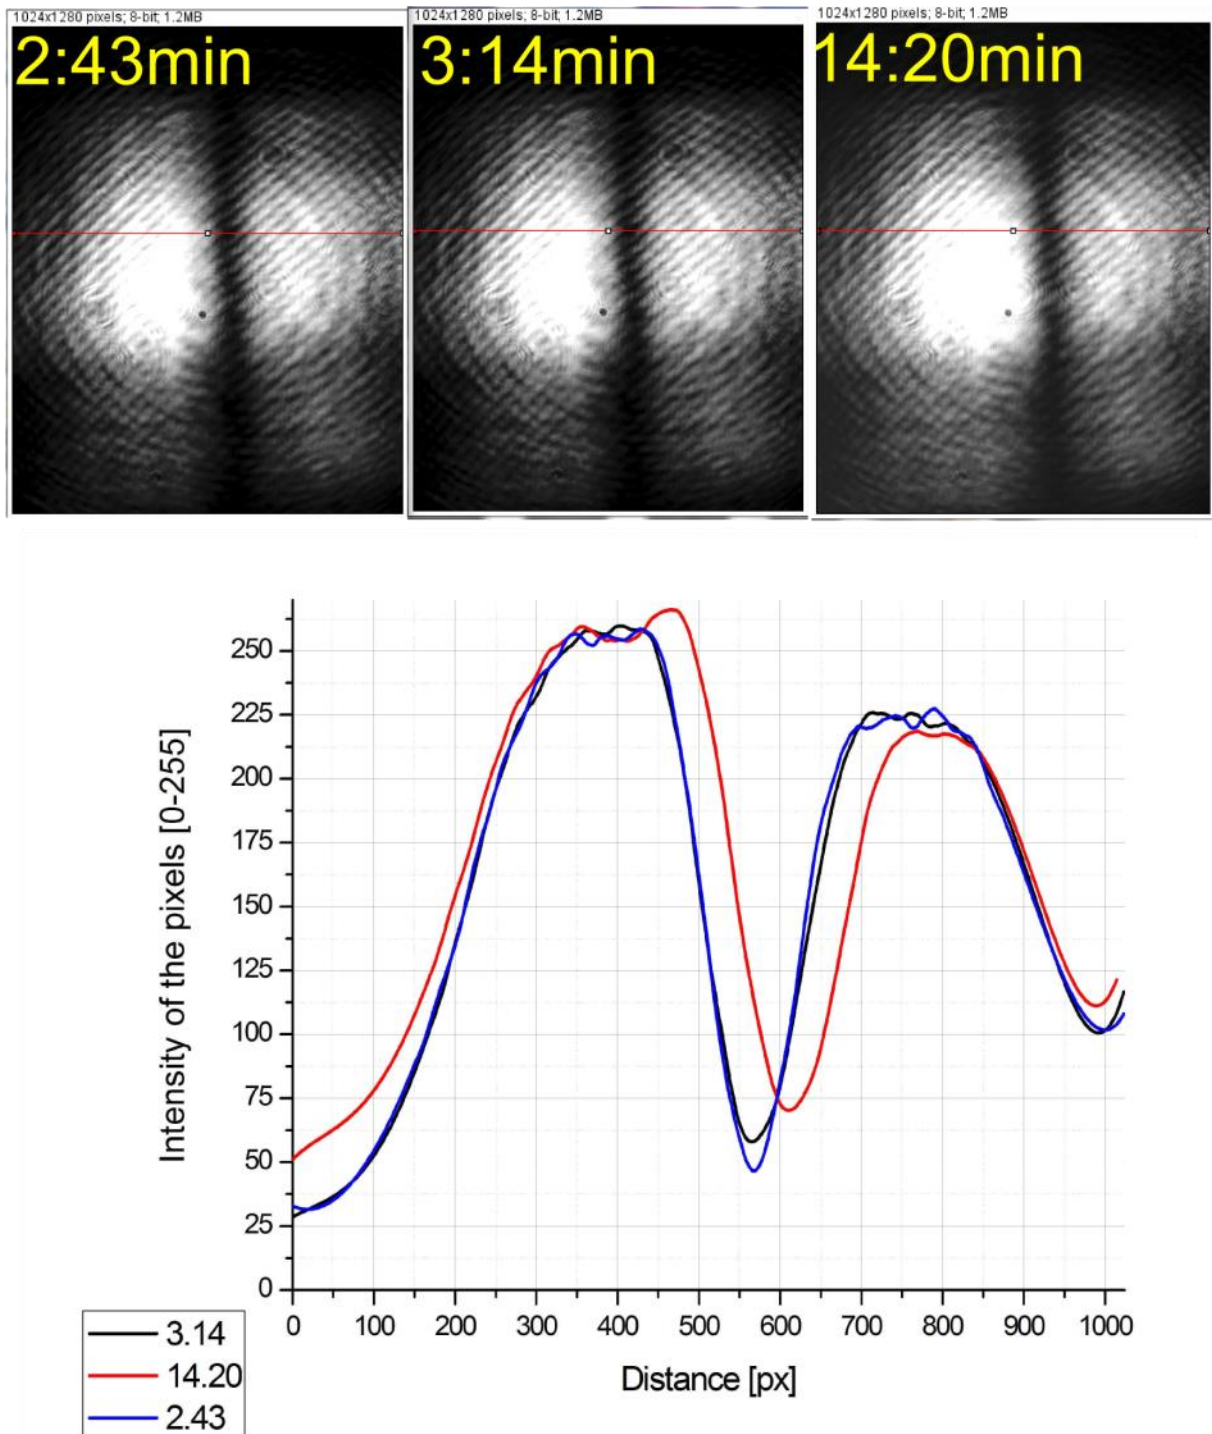 1024x1280 pixels; 8-bit; 1.2MB
2:43min
1024x1280 pixels; 8-bit; 1.2MB
3:14min
1024x1280 pixels; 8-bit; 1.2MB
14:20min
Intensity of the pixels [0-255]
250
225
200
175
150
125
100
75
50
25
0
0 100 200 300 400 500 600 700 800 900 1000
Distance [px]
3.14
14.20
2.43